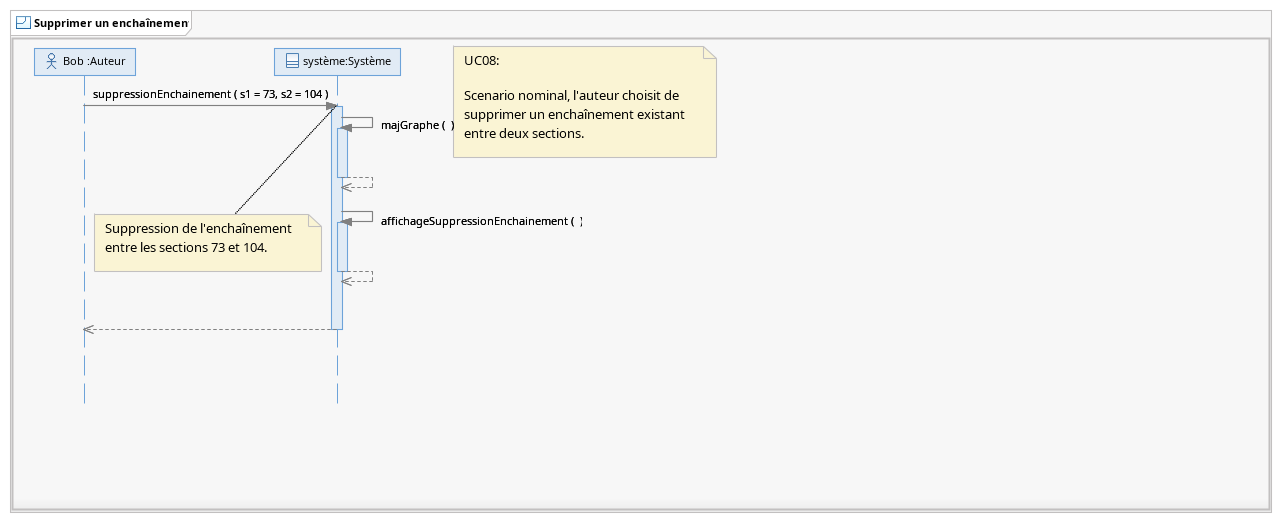 Supprimer un enchaînemen
Bob :Auteur
système:Système
UC08:
Scenario nominal, l'auteur choisit de
supprimer un enchaînement existant
entre deux sections.
suppressionEnchainement ( s1 = 73, s2 = 104 )
majGraphe (  )
affichageSuppressionEnchainement (  )
Suppression de l'enchaînement
entre les sections 73 et 104.